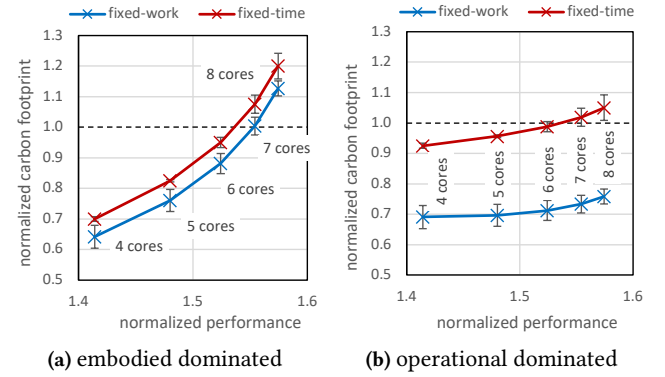 fixed-work fixed-time
normalized carbon footprint
1.3
1.2
1.1
1.0
0.9
0.8
0.7
0.6
0.5
8 cores
7 cores
6 cores
5 cores
4 cores
1.4 1.5 1.6
normalized performance
(a) embodied dominated
fixed-work fixed-time
normalized carbon footprint
1.3
1.2
1.1
1.0
0.9
0.8
0.7
0.6
0.5
4 cores
5 cores
6 cores
7 cores
8 cores
1.4 1.5 1.6
normalized performance
(b) operational dominated